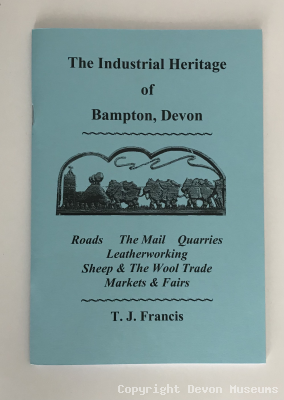 The Industrial Heritage
of
Bampton, Devon
Roads The Mail Quarries
Leatherworking
Sheep & The Wool Trade
Markets & Fairs
T. J. Francis
Copyright Devon Museums